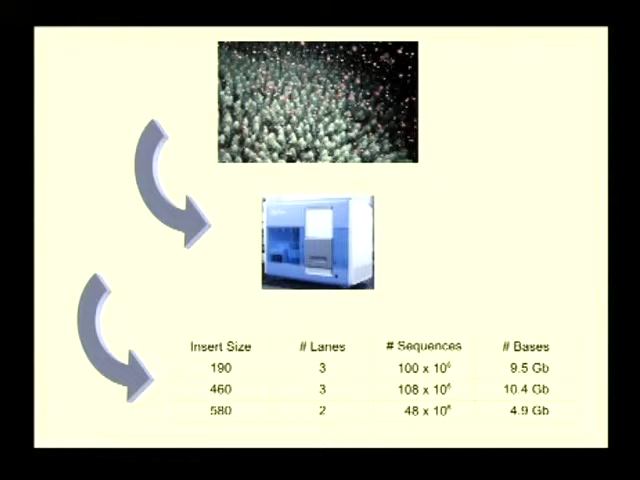 Insert Size # Lanes # Sequences # Bases
190 3 100 x 10⁶ 9.5 Gb
460 3 108 x 10⁶ 10.4 Gb
580 2 48 x 10⁶ 4.9 Gb